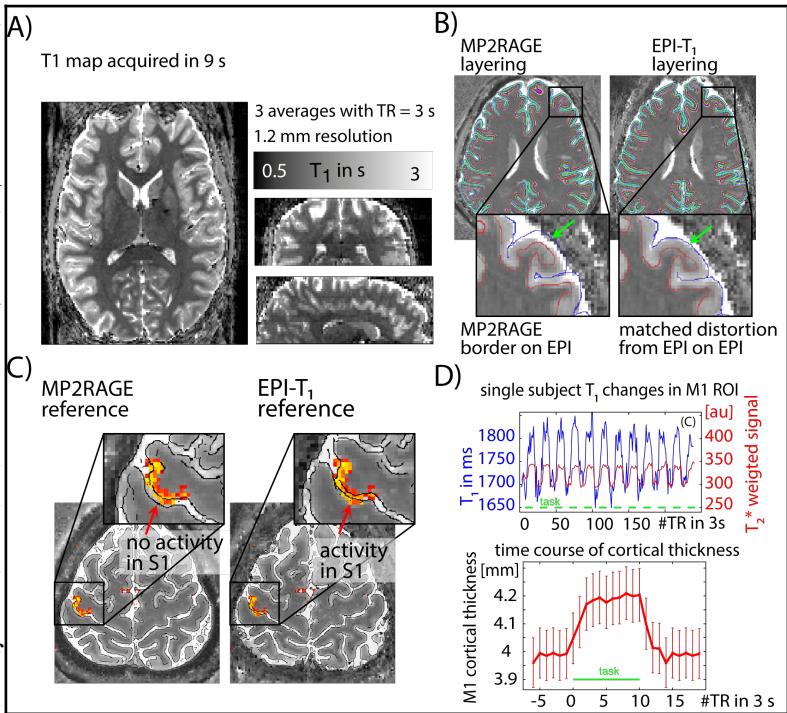 A)
T1 map acquired in 9 s
3 averages with TR = 3 s
1.2 mm resolution
0.5 T1 in s 3
B)
MP2RAGE
layering
EPI-T1
layering
MP2RAGE
border on EPI
matched distortion
from EPI on EPI
C)
MP2RAGE
reference
EPI-T1
reference
no activity
in S1
activity
in S1
D)
single subject T1 changes in M1 ROI
[au]
(C)
1800
1750
1700
1650
T1 in ms
400
350
300
250
T2* weigted signal
task
0 50 100 150 #TR in 3s
time course of cortical thickness
[mm]
4.2
4
3.9
M1 cortical thickness
task
-5 0 5 10 15 #TR in 3 s